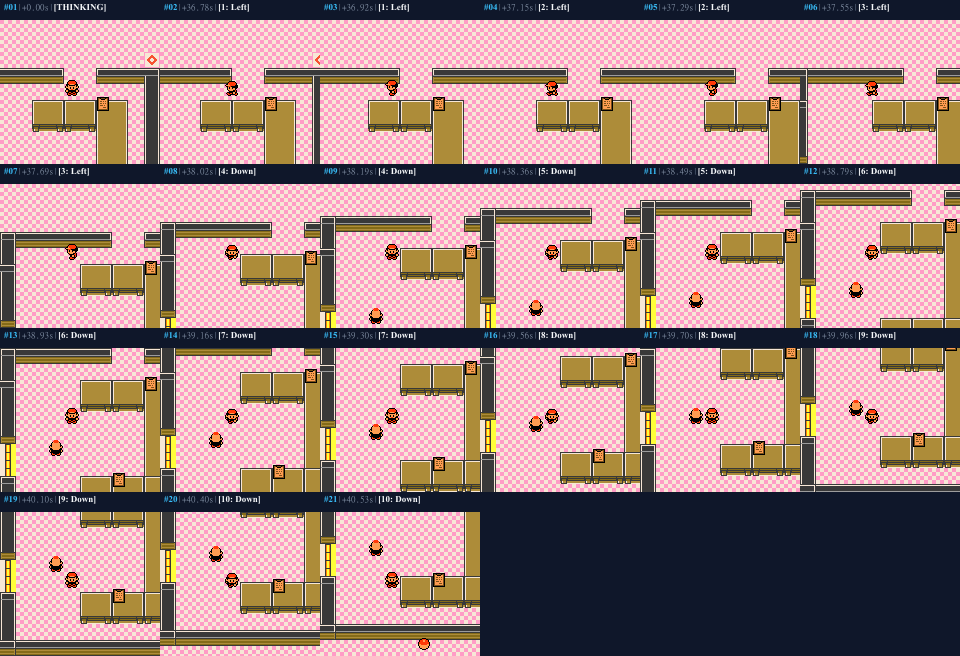 #01|+0.00s|[THINKING] #02|+36.78s|[1: Left] #03|+36.92s|[1: Left] #04|+37.15s|[2: Left] #05|+37.29s|[2: Left] #06|+37.55s|[3: Left]
#07|+37.69s|[3: Left] #08|+38.02s|[4: Down] #09|+38.19s|[4: Down] #10|+38.36s|[5: Down] #11|+38.49s|[5: Down] #12|+38.79s|[6: Down]
#13|+38.93s|[6: Down] #14|+39.16s|[7: Down] #15|+39.30s|[7: Down] #16|+39.56s|[8: Down] #17|+39.70s|[8: Down] #18|+39.96s|[9: Down]
#19|+40.10s|[9: Down] #20|+40.40s|[10: Down] #21|+40.53s|[10: Down]